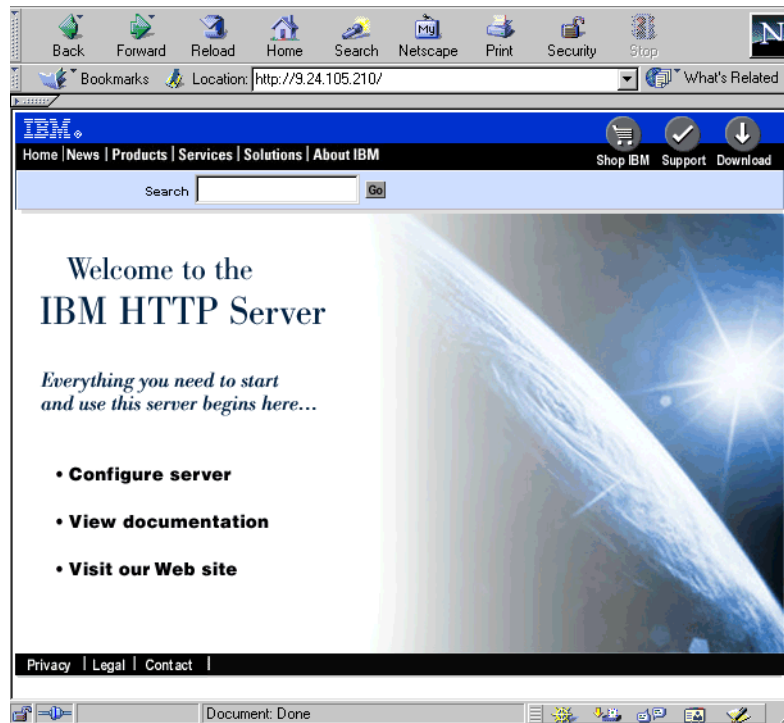 Back Forward Reload Home Search Netscape Print Security Stop
My
N
Bookmarks Location: http://9.24.105.210/ What's Related
IBM
Home | News | Products | Services | Solutions | About IBM
Shop IBM Support Download
Search Go
Welcome to the
IBM HTTP Server
Everything you need to start
and use this server begins here...
• Configure server
• View documentation
• Visit our Web site
Privacy | Legal | Contact |
Document: Done